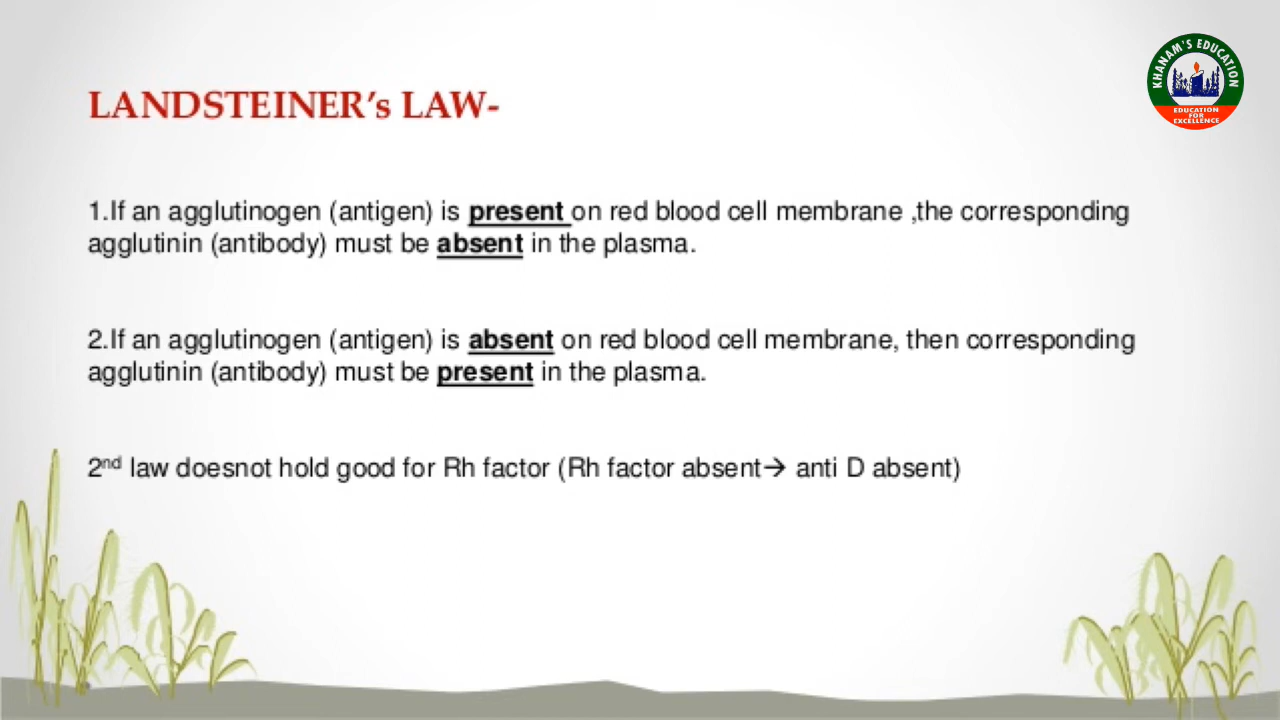 KHANAM'S EDUCATION
EDUCATION
FOR
EXCELLENCE
LANDSTEINER's LAW-
1.If an agglutinogen (antigen) is present on red blood cell membrane ,the corresponding
agglutinin (antibody) must be absent in the plasma.
2.If an agglutinogen (antigen) is absent on red blood cell membrane, then corresponding
agglutinin (antibody) must be present in the plasma.
2nd law doesnot hold good for Rh factor (Rh factor absent→ anti D absent)